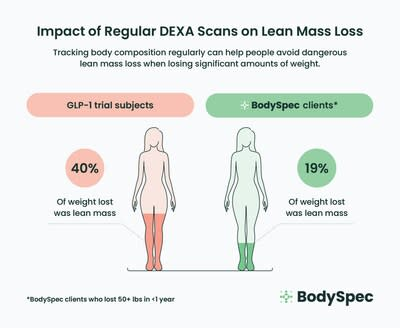 Impact of Regular DEXA Scans on Lean Mass Loss
Tracking body composition regularly can help people avoid dangerous
lean mass loss when losing significant amounts of weight.
GLP-1 trial subjects
BodySpec clients*
40%
Of weight lost
was lean mass
19%
Of weight lost
was lean mass
*BodySpec clients who lost 50+ lbs in <1 year
BodySpec